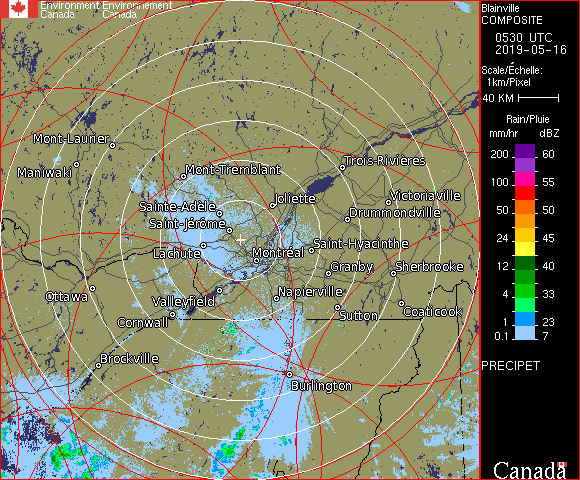 Environment Environnement
Canada Canada
Blainville
COMPOSITE
0530 UTC
2019-05-16
Scale/Échelle:
1km/Pixel
40 KM
Rain/Pluie
mm/hr dBZ
200 60
100 55
50 50
24 45
12 40
4 33
1 23
0.1 7
PRECIPET
Mont-Laurier
Maniwaki
Mont-Tremblant
Trois-Rivières
Sainte-Adèle
Joliette
Victoriaville
Drummondville
Saint-Jérôme
Lachute
Montréal
Saint-Hyacinthe
Granby
Sherbrooke
Ottawa
Valleyfield
Napierville
Cornwall
Sutton
Coaticook
Brockville
Burlington
Canada